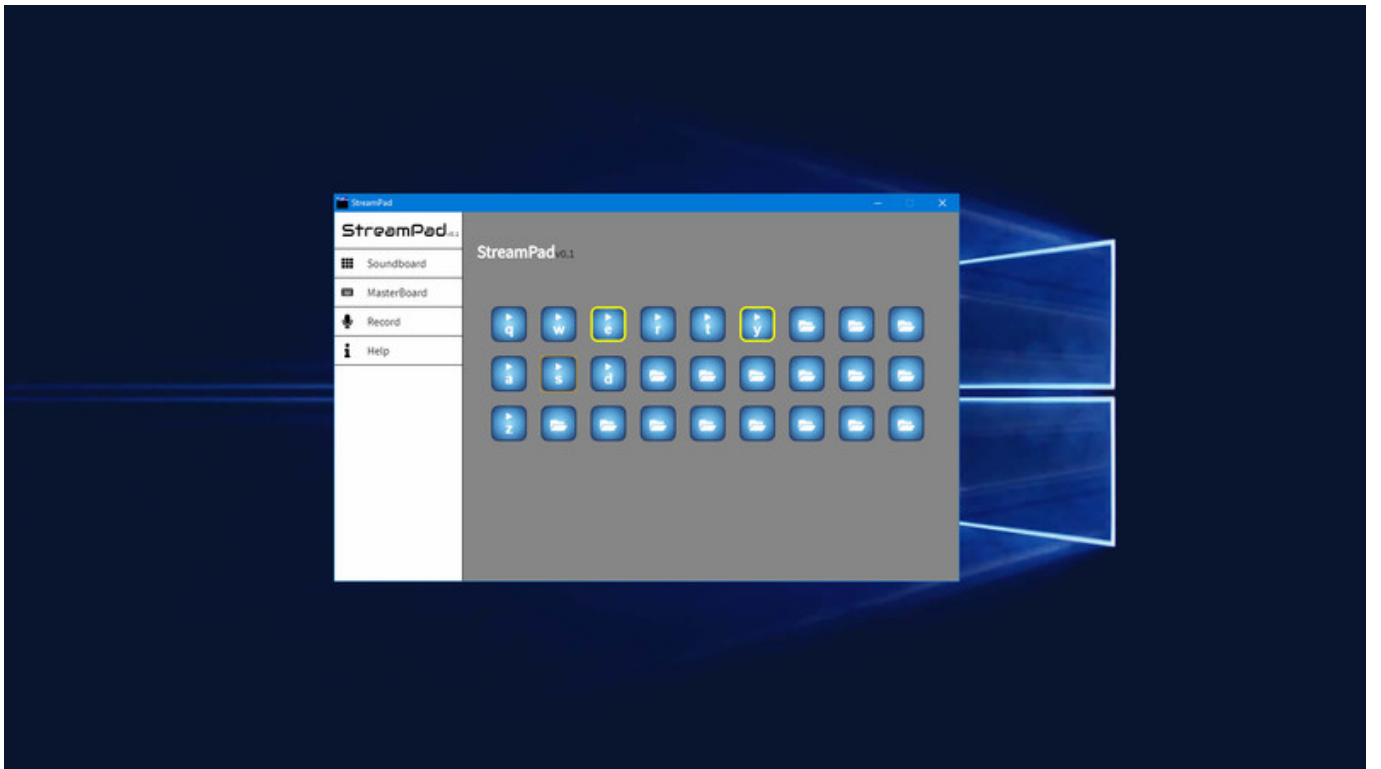 StreamPad
StreamPad v0.1
Soundboard
MasterBoard
Record
Help
StreamPad v0.1
q w e r t y
a s d
z